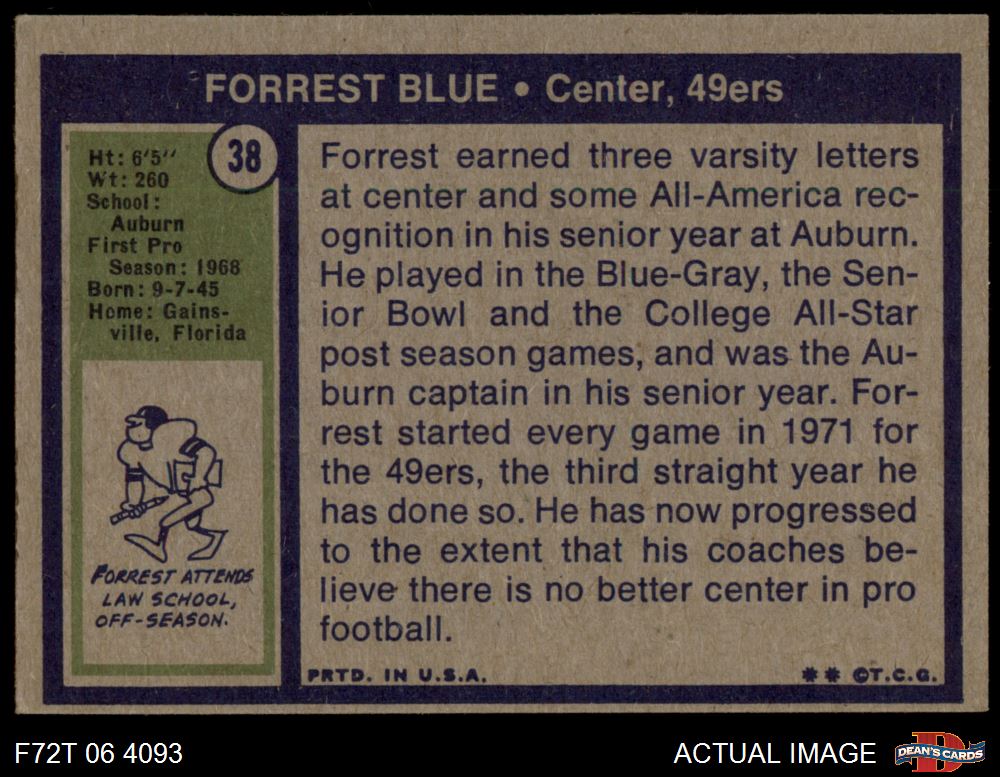 FORREST BLUE • Center, 49ers
38
Ht: 6'5''
Wt: 260
School:
Auburn
First Pro
Season: 1968
Born: 9-7-45
Home: Gains-
ville, Florida
FORREST ATTENDS
LAW SCHOOL,
OFF-SEASON.
Forrest earned three varsity letters
at center and some All-America rec-
ognition in his senior year at Auburn.
He played in the Blue-Gray, the Sen-
ior Bowl and the College All-Star
post season games, and was the Au-
burn captain in his senior year. For-
rest started every game in 1971 for
the 49ers, the third straight year he
has done so. He has now progressed
to the extent that his coaches be-
lieve there is no better center in pro
football.
PRTD. IN U.S.A.
** ©T.C.G.
F72T 06 4093
ACTUAL IMAGE
DEAN'S CARDS